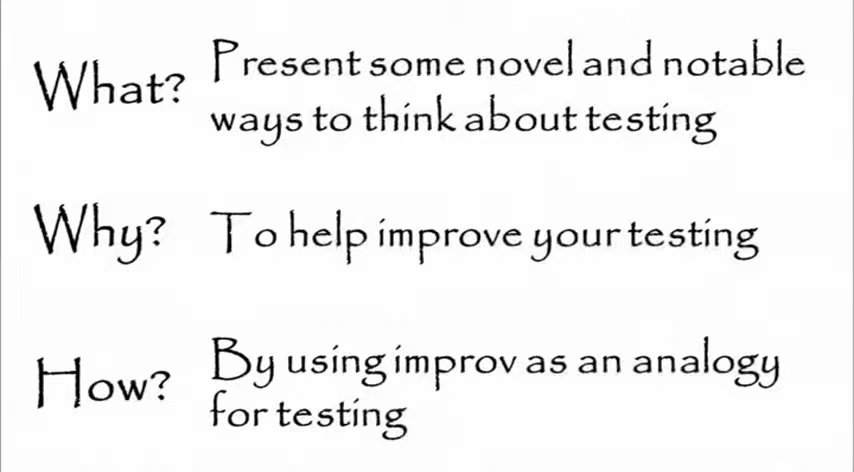 What? Present some novel and notable
ways to think about testing
Why? To help improve your testing
How? By using improv as an analogy
for testing